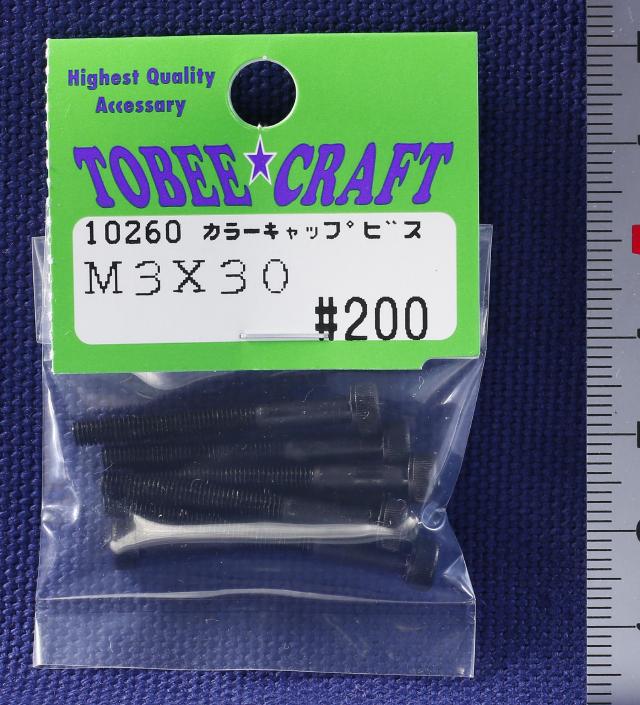 Highest Quality
Accessary
TOBEE★CRAFT
10260 カラーキャップビス
M3X30
#200